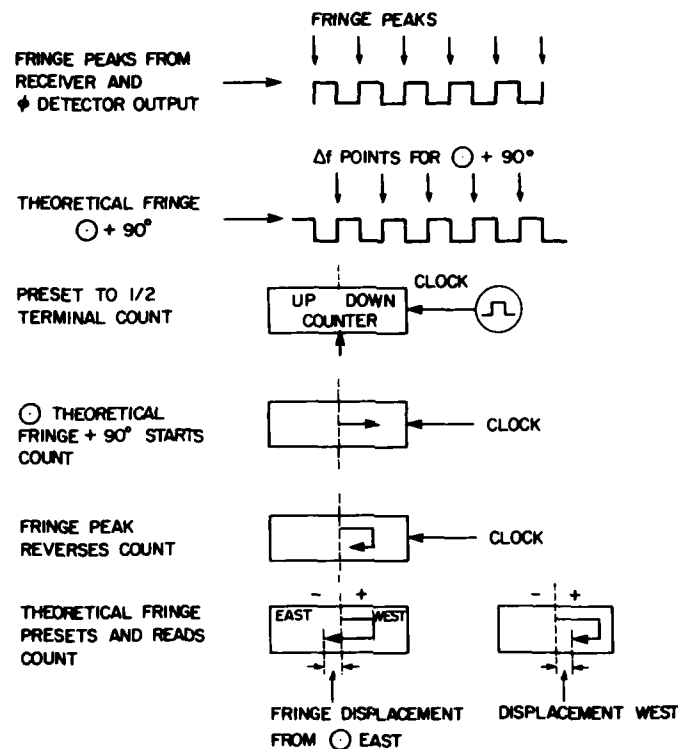 FRINGE PEAKS
FRINGE PEAKS FROM
RECEIVER AND
ϕ DETECTOR OUTPUT
Δf POINTS FOR ⊙ + 90°
THEORETICAL FRINGE
⊙ + 90°
PRESET TO 1/2
TERMINAL COUNT
UP DOWN
COUNTER
CLOCK
⊙ THEORETICAL
FRINGE + 90° STARTS
COUNT
CLOCK
FRINGE PEAK
REVERSES COUNT
CLOCK
THEORETICAL FRINGE
PRESETS AND READS
COUNT
- +
EAST WEST
- +
FRINGE DISPLACEMENT
FROM ⊙ EAST
DISPLACEMENT WEST